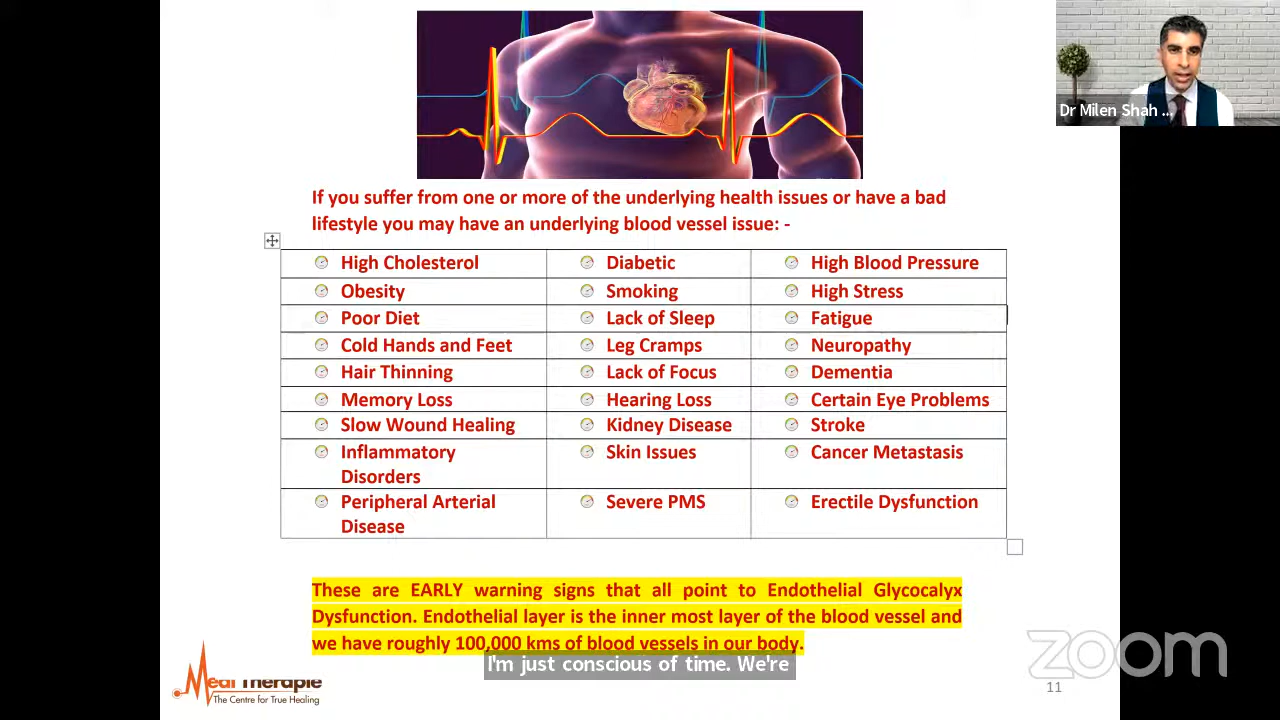 Dr Milen Shah ...
If you suffer from one or more of the underlying health issues or have a bad
lifestyle you may have an underlying blood vessel issue: -
High Cholesterol Diabetic High Blood Pressure
Obesity Smoking High Stress
Poor Diet Lack of Sleep Fatigue
Cold Hands and Feet Leg Cramps Neuropathy
Hair Thinning Lack of Focus Dementia
Memory Loss Hearing Loss Certain Eye Problems
Slow Wound Healing Kidney Disease Stroke
Inflammatory Skin Issues Cancer Metastasis
Disorders
Peripheral Arterial Severe PMS Erectile Dysfunction
Disease
These are EARLY warning signs that all point to Endothelial Glycocalyx
Dysfunction. Endothelial layer is the inner most layer of the blood vessel and
we have roughly 100,000 kms of blood vessels in our body.
I'm just conscious of time. We're
zoom
Therapie
The Centre for True Healing
11